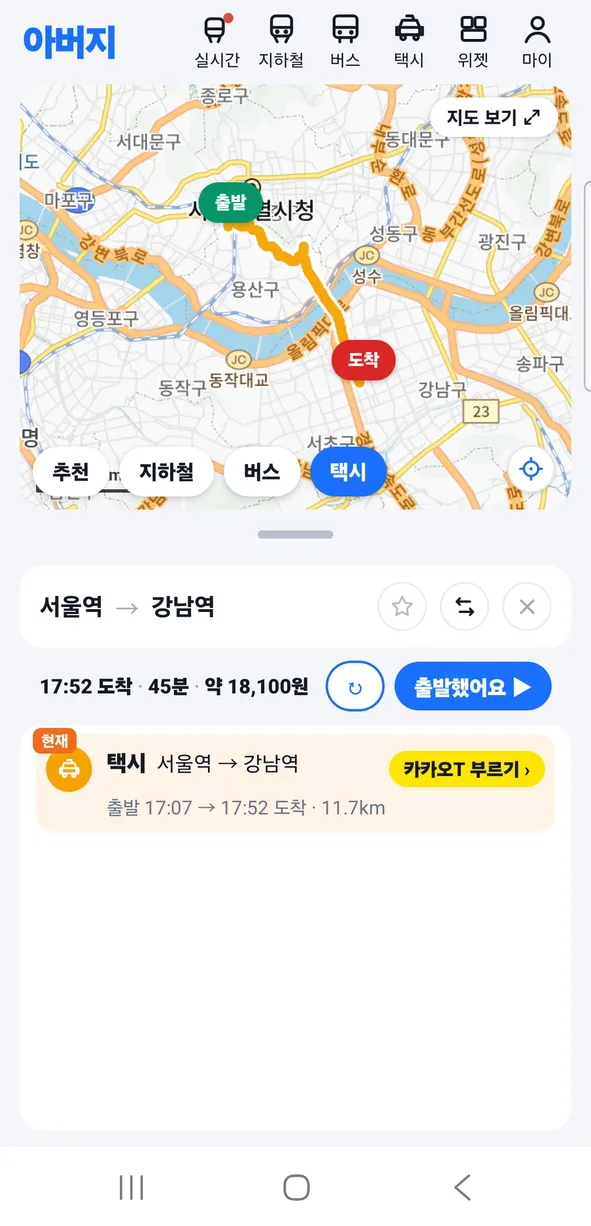 아버지
실시간 지하철 버스 택시 위젯 마이
지도 보기
종로구
서대문구
동대문구
마포구
출발
성동구
광진구
강변북로
JC
성수
용산구
JC
올림픽대
영등포구
올림픽대
JC
도착
송파구
동작구
동작대교
강남구
23
명
서초구
추천 지하철 버스 택시
서울역 → 강남역
17:52 도착 · 45분 · 약 18,100원 출발했어요 ▶
현재
택시 서울역 → 강남역 카카오T 부르기 ›
출발 17:07 → 17:52 도착 · 11.7km